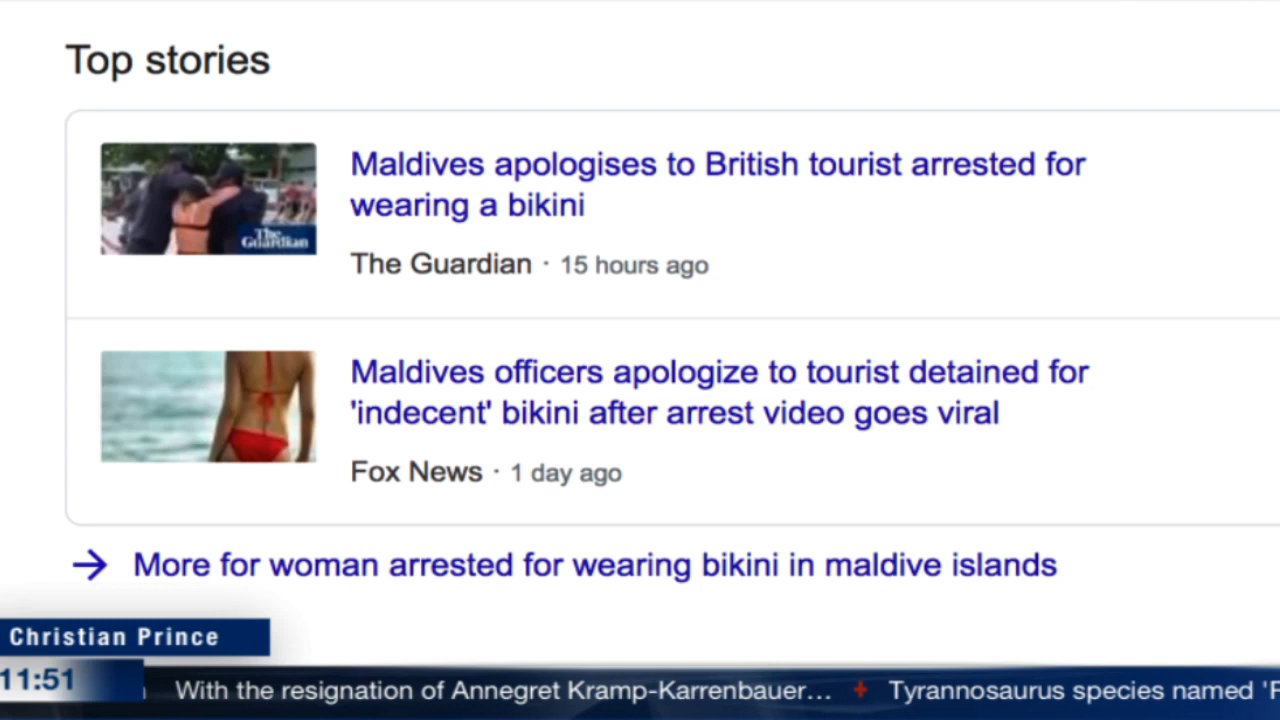 Top stories
Maldives apologises to British tourist arrested for
wearing a bikini
The Guardian
The Guardian · 15 hours ago
Maldives officers apologize to tourist detained for
'indecent' bikini after arrest video goes viral
Fox News · 1 day ago
→ More for woman arrested for wearing bikini in maldive islands
Christian Prince
11:51
With the resignation of Annegret Kramp-Karrenbauer... Tyrannosaurus species named